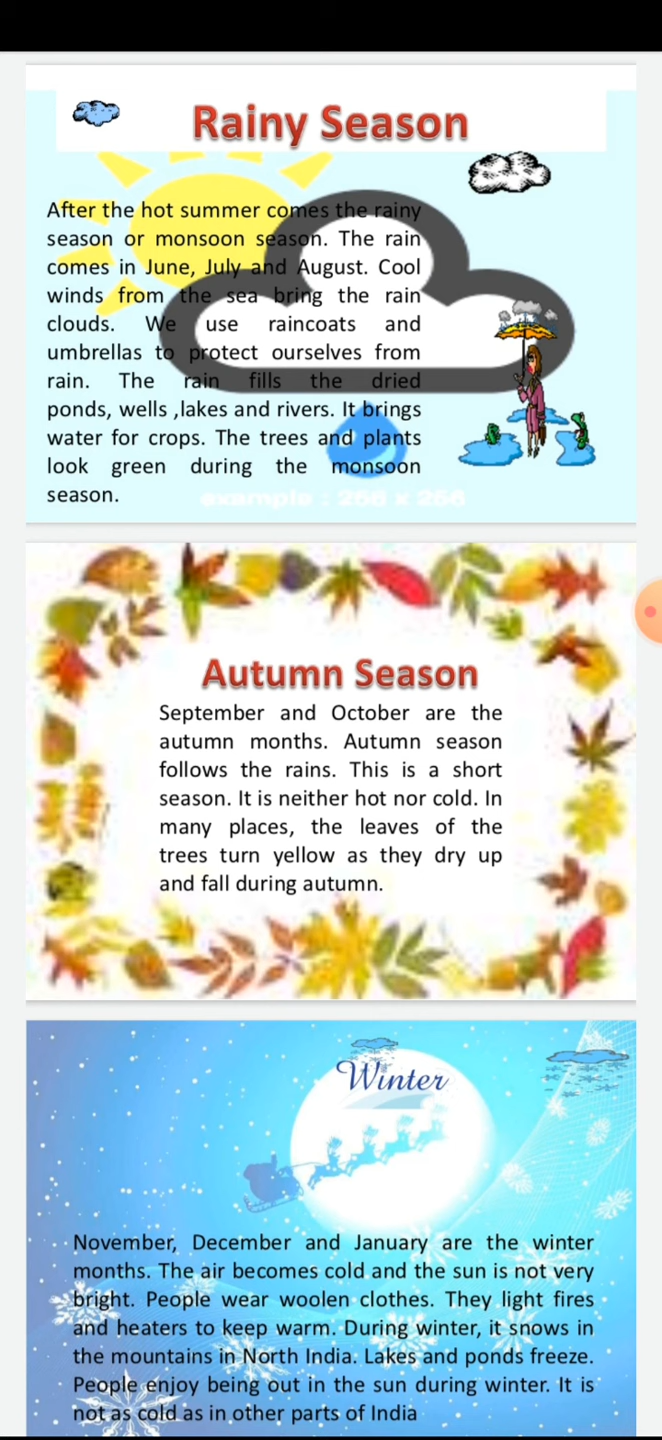 Rainy Season
After the hot summer comes the rainy
season or monsoon season. The rain
comes in June, July and August. Cool
winds from the sea bring the rain
clouds. We use raincoats and
umbrellas to protect ourselves from
rain. The rain fills the dried
ponds, wells ,lakes and rivers. It brings
water for crops. The trees and plants
look green during the monsoon
season.
example : 256 x 256
Autumn Season
September and October are the
autumn months. Autumn season
follows the rains. This is a short
season. It is neither hot nor cold. In
many places, the leaves of the
trees turn yellow as they dry up
and fall during autumn.
Winter
November, December and January are the winter
months. The air becomes cold and the sun is not very
bright. People wear woolen clothes. They light fires
and heaters to keep warm. During winter, it snows in
the mountains in North India. Lakes and ponds freeze.
People enjoy being out in the sun during winter. It is
not as cold as in other parts of India